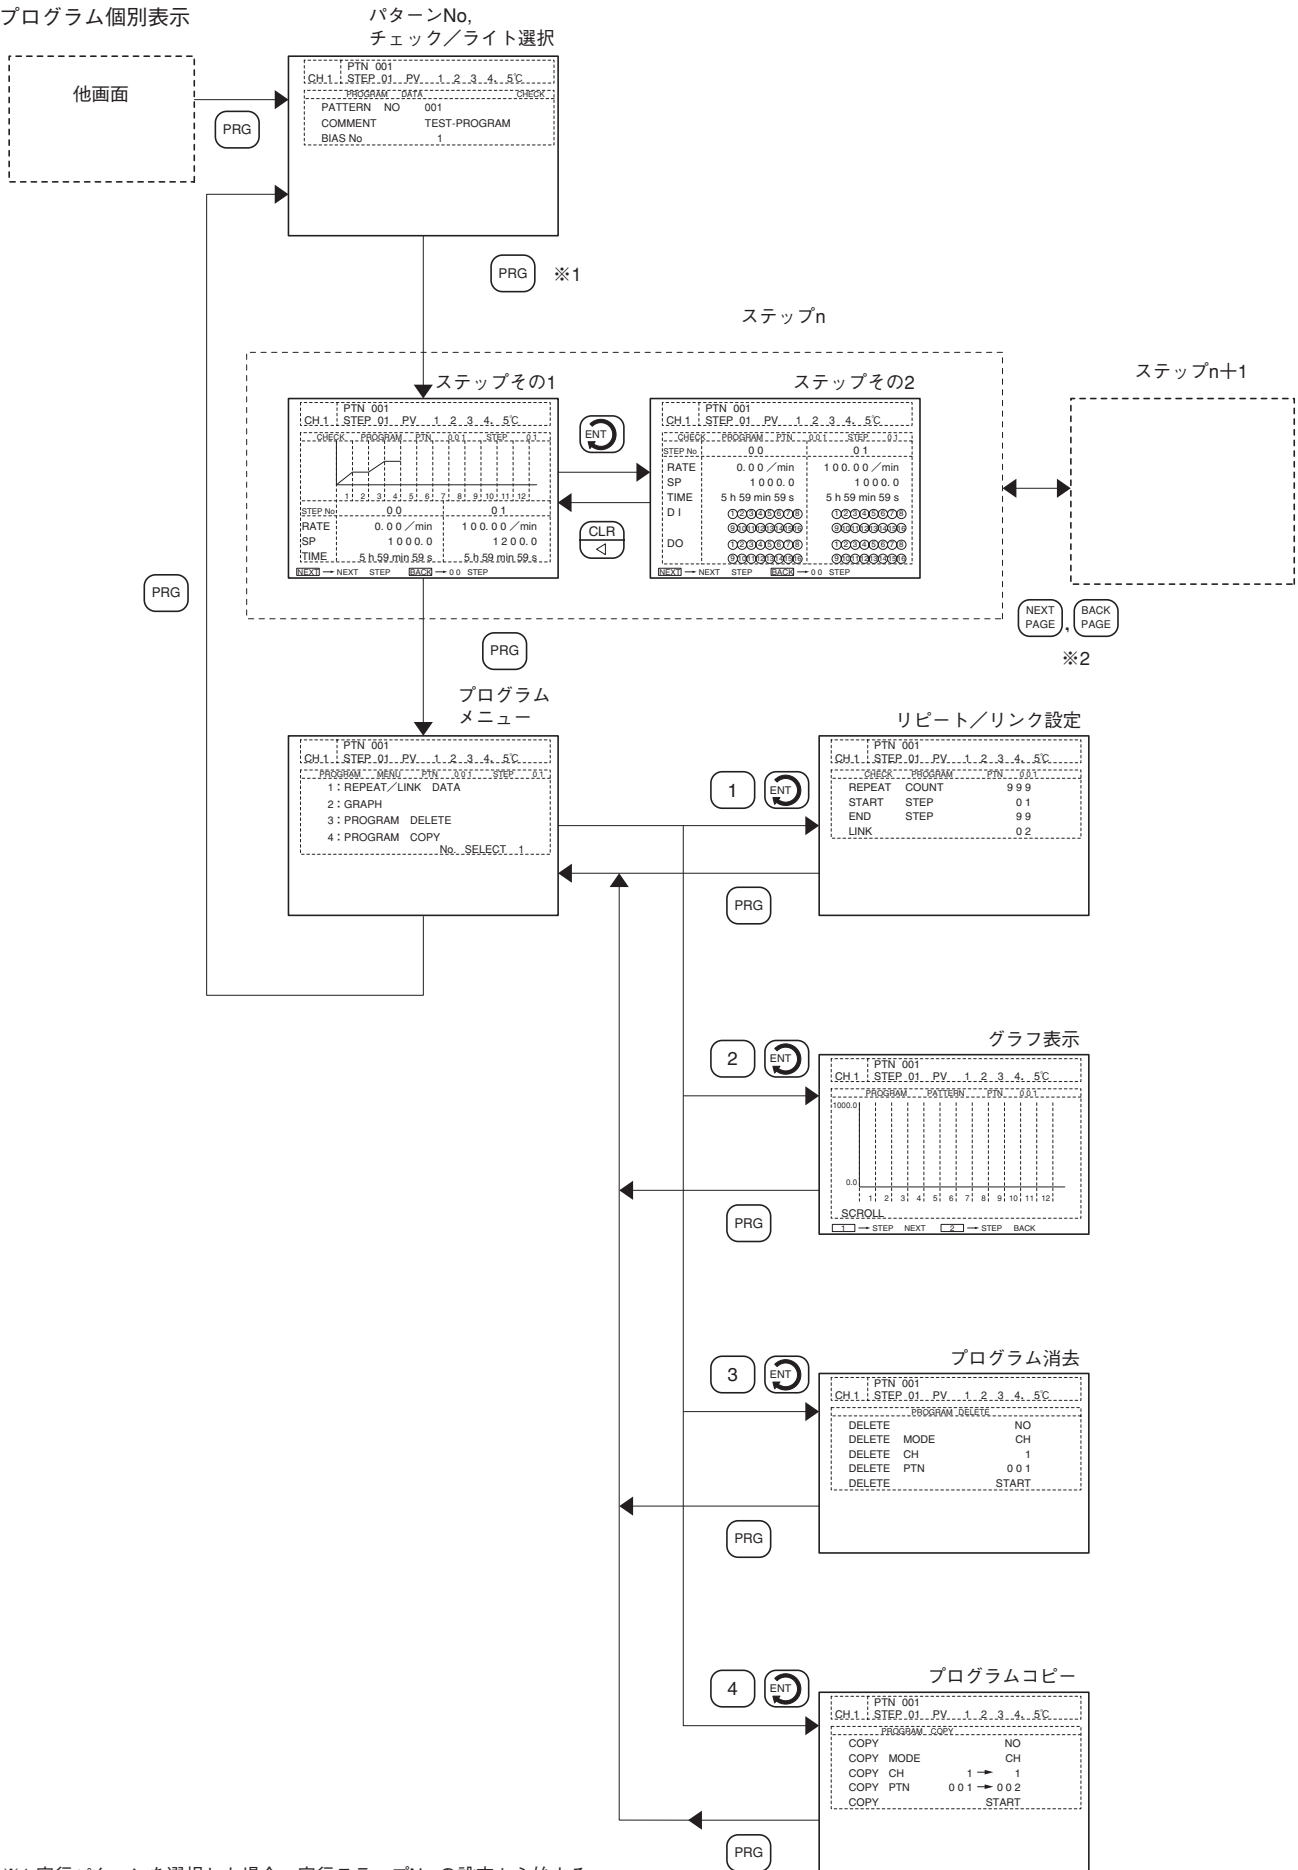 プログラム個別表示
パターンNo,
チェック／ライト選択
他画面
PRG
PTN 001
CH 1 STEP 01 PV 1 2 3 4. 5℃
PROGRAM DATA CHECK
PATTERN NO 001
COMMENT TEST-PROGRAM
BIAS No 1
PRG ※1
ステップn
ステップその1
PTN 001
CH 1 STEP 01 PV 1 2 3 4. 5℃
CHECK PROGRAM PTN 001 STEP 01
1 2 3 4 5 6 7 8 9 10 11 12
STEP No 00 01
RATE 0.00／min 100.00／min
SP 1000.0 1200.0
TIME 5 h 59 min 59 s 5 h 59 min 59 s
NEXT → NEXT STEP BACK → 00 STEP
ENT
CLR
◁
ステップその2
PTN 001
CH 1 STEP 01 PV 1 2 3 4. 5℃
CHECK PROGRAM PTN 001 STEP 01
STEP No 00 01
RATE 0.00／min 100.00／min
SP 1000.0 1000.0
TIME 5 h 59 min 59 s 5 h 59 min 59 s
DI ①②③④⑤⑥⑦⑧ ①②③④⑤⑥⑦⑧
⑨⑩⑪⑫⑬⑭⑮⑯ ⑨⑩⑪⑫⑬⑭⑮⑯
DO ①②③④⑤⑥⑦⑧ ①②③④⑤⑥⑦⑧
⑨⑩⑪⑫⑬⑭⑮⑯ ⑨⑩⑪⑫⑬⑭⑮⑯
NEXT → NEXT STEP BACK → 00 STEP
ステップn＋1
NEXT PAGE , BACK PAGE
※2
PRG
PRG
プログラム
メニュー
PTN 001
CH 1 STEP 01 PV 1 2 3 4. 5℃
PROGRAM MENU PTN 001 STEP 01
1：REPEAT／LINK DATA
2：GRAPH
3：PROGRAM DELETE
4：PROGRAM COPY
No. SELECT 1
リピート／リンク設定
1 ENT
PTN 001
CH 1 STEP 01 PV 1 2 3 4. 5℃
CHECK PROGRAM PTN 001
REPEAT COUNT 999
START STEP 01
END STEP 99
LINK 02
PRG
グラフ表示
2 ENT
PTN 001
CH 1 STEP 01 PV 1 2 3 4. 5℃
PROGRAM PATTERN PTN 001
1000.0
0.0
1 2 3 4 5 6 7 8 9 10 11 12
SCROLL
1 → STEP NEXT 2 → STEP BACK
PRG
プログラム消去
3 ENT
PTN 001
CH 1 STEP 01 PV 1 2 3 4. 5℃
PROGRAM DELETE
DELETE NO
DELETE MODE CH
DELETE CH 1
DELETE PTN 001
DELETE START
PRG
プログラムコピー
4 ENT
PTN 001
CH 1 STEP 01 PV 1 2 3 4. 5℃
PROGRAM COPY
COPY NO
COPY MODE CH
COPY CH 1 → 1
COPY PTN 001 → 002
COPY START
PRG